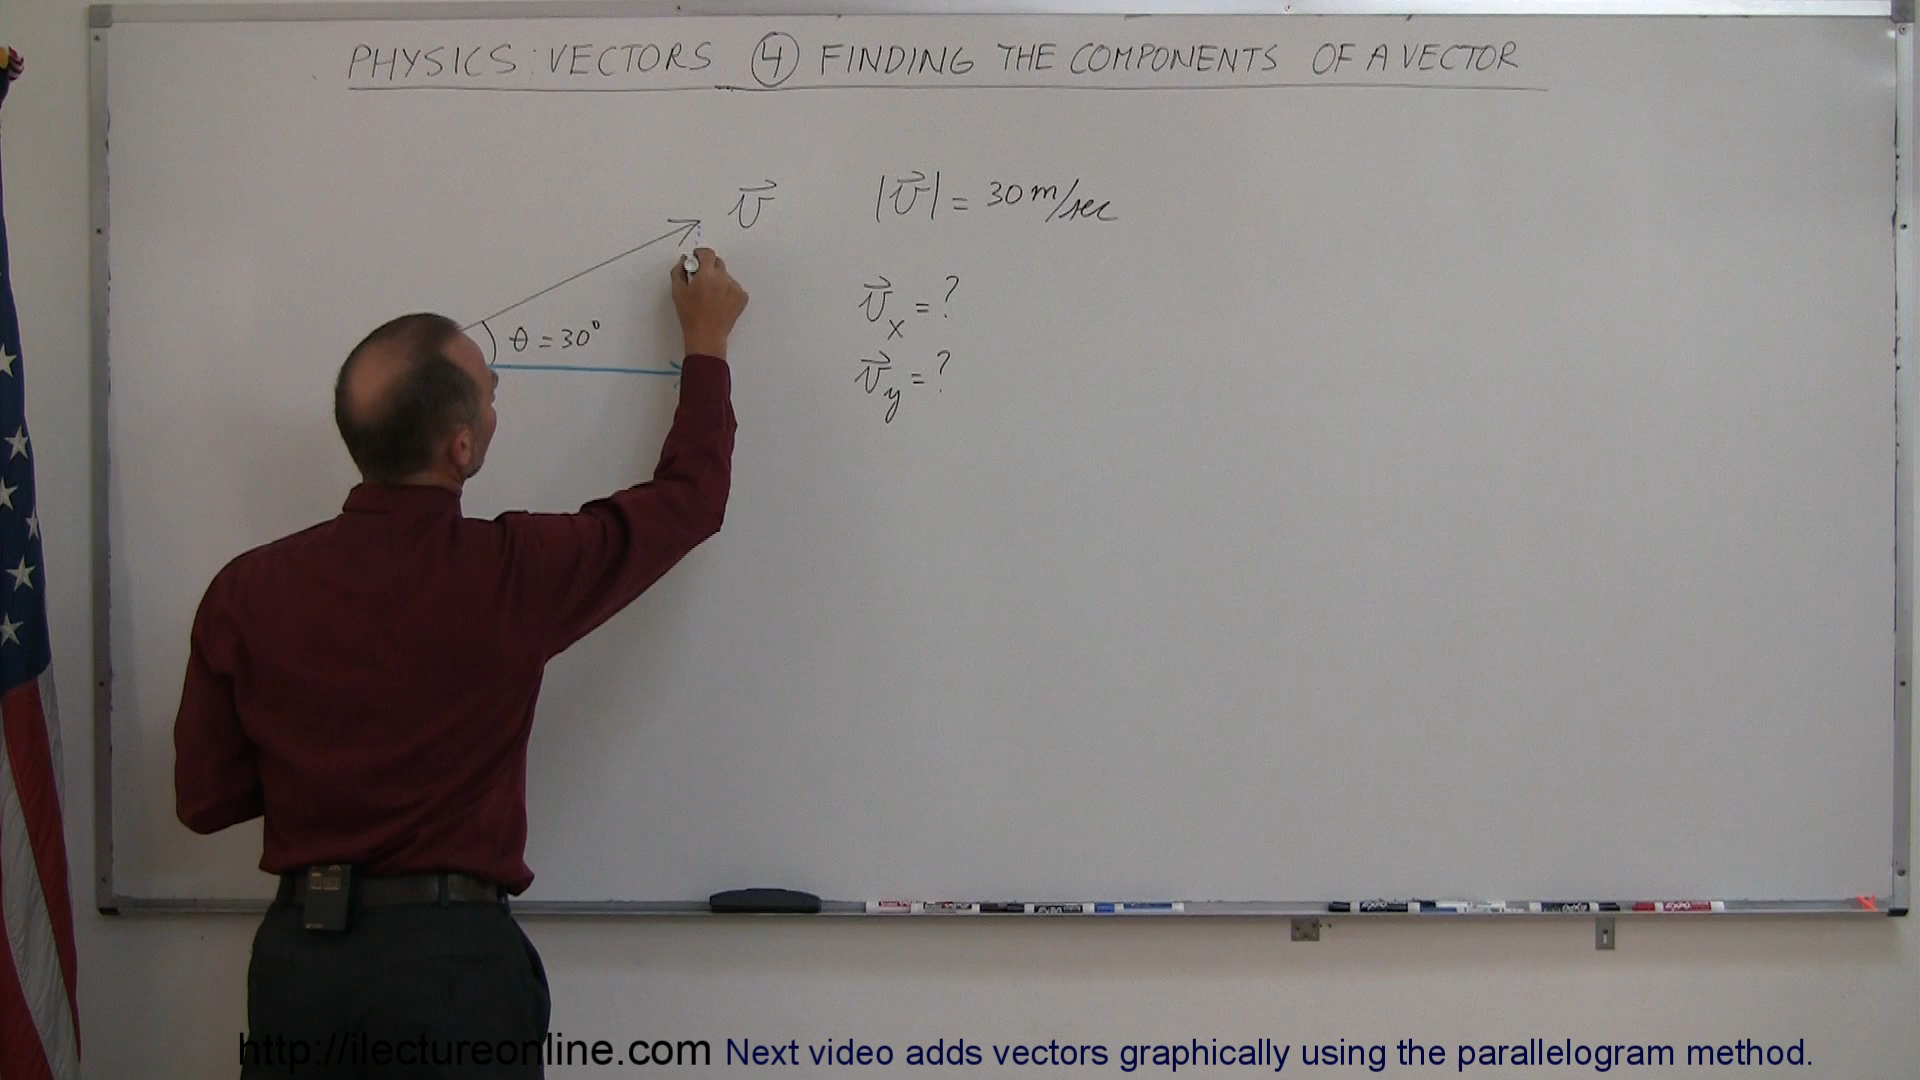 PHYSICS: VECTORS ④ FINDING THE COMPONENTS OF A VECTOR
v⃗ |v⃗| = 30 m/sec
θ = 30°
v⃗x = ?
v⃗y = ?
http://ilectureonline.com Next video adds vectors graphically using the parallelogram method.